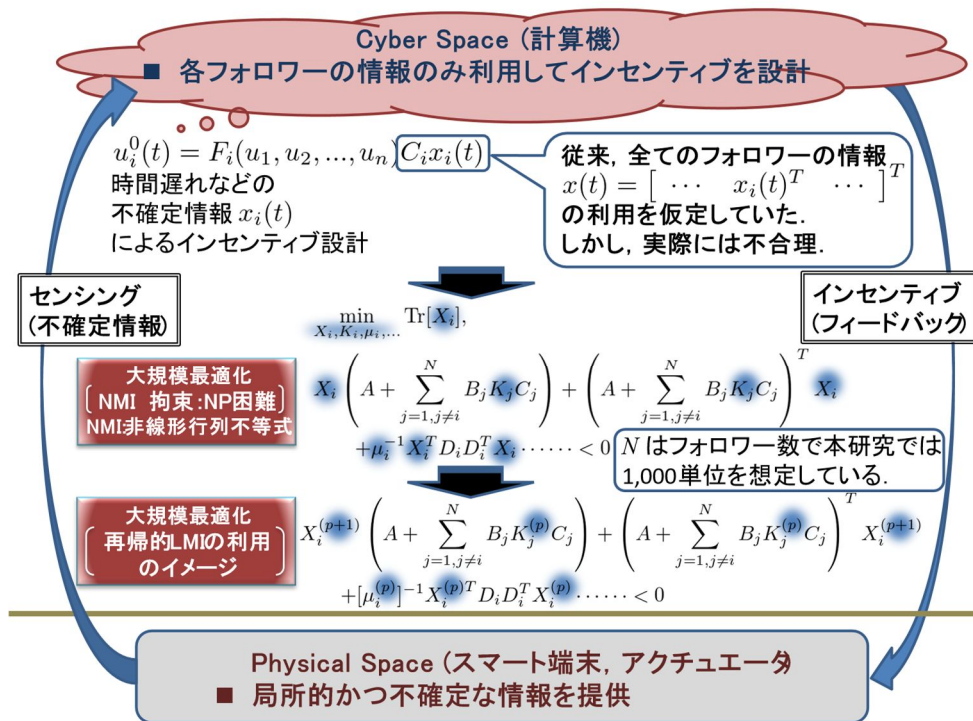 Cyber Space (計算機)
■ 各フォロワーの情報のみ利用してインセンティブを設計
u_i^0(t) = F_i(u_1, u_2, ..., u_n) C_i x_i(t)
時間遅れなどの
不確定情報 x_i(t)
によるインセンティブ設計
従来, 全てのフォロワーの情報
x(t) = [ ⋯ x_i(t)^T ⋯ ]^T
の利用を仮定していた.
しかし, 実際には不合理.
センシング
(不確定情報)
インセンティブ
(フィードバック)
min_{X_i, K_i, μ_i, ...} Tr[X_i],
大規模最適化
[NMI 拘束:NP困難]
NMI非線形行列不等式
X_i ( A + ∑_{j=1, j≠i}^{N} B_j K_j C_j ) + ( A + ∑_{j=1, j≠i}^{N} B_j K_j C_j )^T X_i
+μ_i^{-1} X_i^T D_i D_i^T X_i ⋯⋯ < 0
N はフォロワー数で本研究では
1,000単位を想定している.
大規模最適化
[再帰的LMIの利用
のイメージ]
X_i^{(p+1)} ( A + ∑_{j=1, j≠i}^{N} B_j K_j^{(p)} C_j ) + ( A + ∑_{j=1, j≠i}^{N} B_j K_j^{(p)} C_j )^T X_i^{(p+1)}
+[μ_i^{(p)}]^{-1} X_i^{(p)T} D_i D_i^T X_i^{(p)} ⋯⋯ < 0
Physical Space (スマート端末, アクチュエータ)
■ 局所的かつ不確定な情報を提供